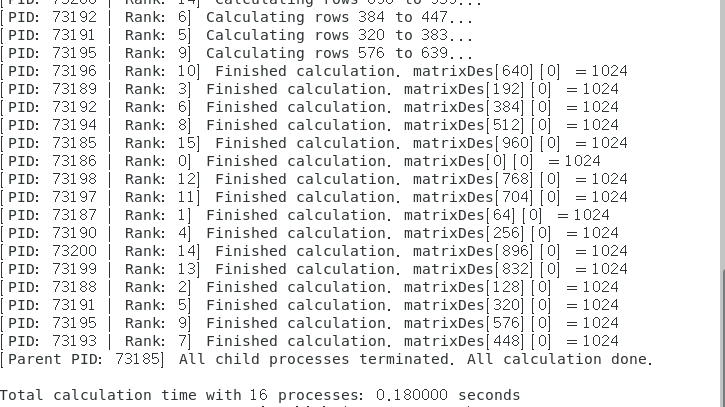 [PID: 73192 | Rank: 6] Calculating rows 384 to 447...
[PID: 73191 | Rank: 5] Calculating rows 320 to 383...
[PID: 73195 | Rank: 9] Calculating rows 576 to 639...
[PID: 73196 | Rank: 10] Finished calculation. matrixDes[640][0] =1024
[PID: 73189 | Rank: 3] Finished calculation. matrixDes[192][0] =1024
[PID: 73192 | Rank: 6] Finished calculation. matrixDes[384][0] =1024
[PID: 73194 | Rank: 8] Finished calculation. matrixDes[512][0] =1024
[PID: 73185 | Rank: 15] Finished calculation. matrixDes[960][0] =1024
[PID: 73186 | Rank: 0] Finished calculation. matrixDes[0][0] =1024
[PID: 73198 | Rank: 12] Finished calculation. matrixDes[768][0] =1024
[PID: 73197 | Rank: 11] Finished calculation. matrixDes[704][0] =1024
[PID: 73187 | Rank: 1] Finished calculation. matrixDes[64][0] =1024
[PID: 73190 | Rank: 4] Finished calculation. matrixDes[256][0] =1024
[PID: 73200 | Rank: 14] Finished calculation. matrixDes[896][0] =1024
[PID: 73199 | Rank: 13] Finished calculation. matrixDes[832][0] =1024
[PID: 73188 | Rank: 2] Finished calculation. matrixDes[128][0] =1024
[PID: 73191 | Rank: 5] Finished calculation. matrixDes[320][0] =1024
[PID: 73195 | Rank: 9] Finished calculation. matrixDes[576][0] =1024
[PID: 73193 | Rank: 7] Finished calculation. matrixDes[448][0] =1024
[Parent PID: 73185] All child processes terminated. All calculation done.
Total calculation time with 16 processes: 0.180000 seconds